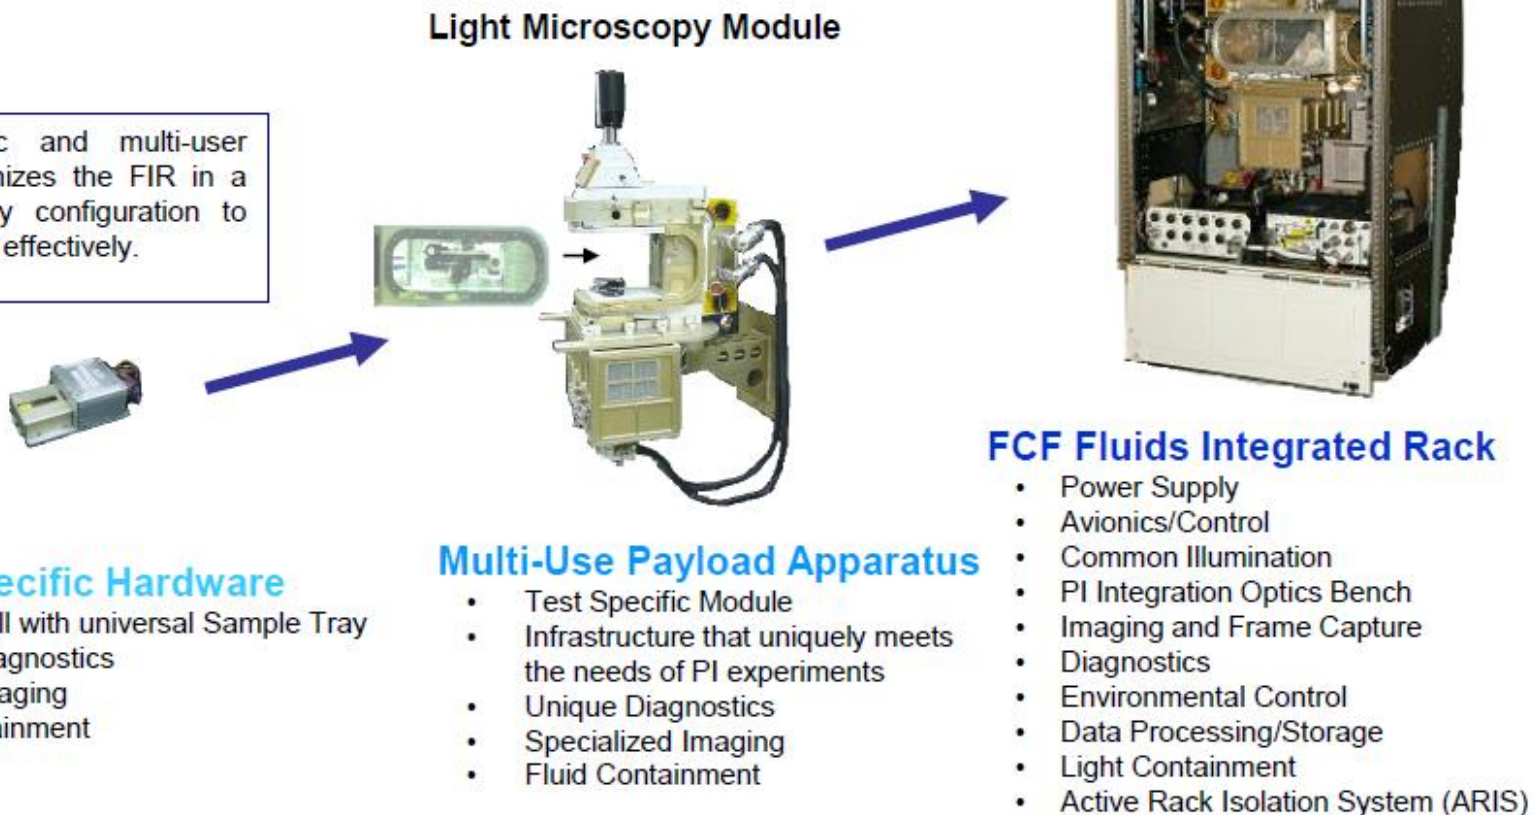 Light Microscopy Module
and multi-user
the FIR in a
configuration to
effectively.
Hardware
with universal Sample Tray
Multi-Use Payload Apparatus
• Test Specific Module
• Infrastructure that uniquely meets
the needs of PI experiments
• Unique Diagnostics
• Specialized Imaging
• Fluid Containment
FCF Fluids Integrated Rack
• Power Supply
• Avionics/Control
• Common Illumination
• PI Integration Optics Bench
• Imaging and Frame Capture
• Diagnostics
• Environmental Control
• Data Processing/Storage
• Light Containment
• Active Rack Isolation System (ARIS)